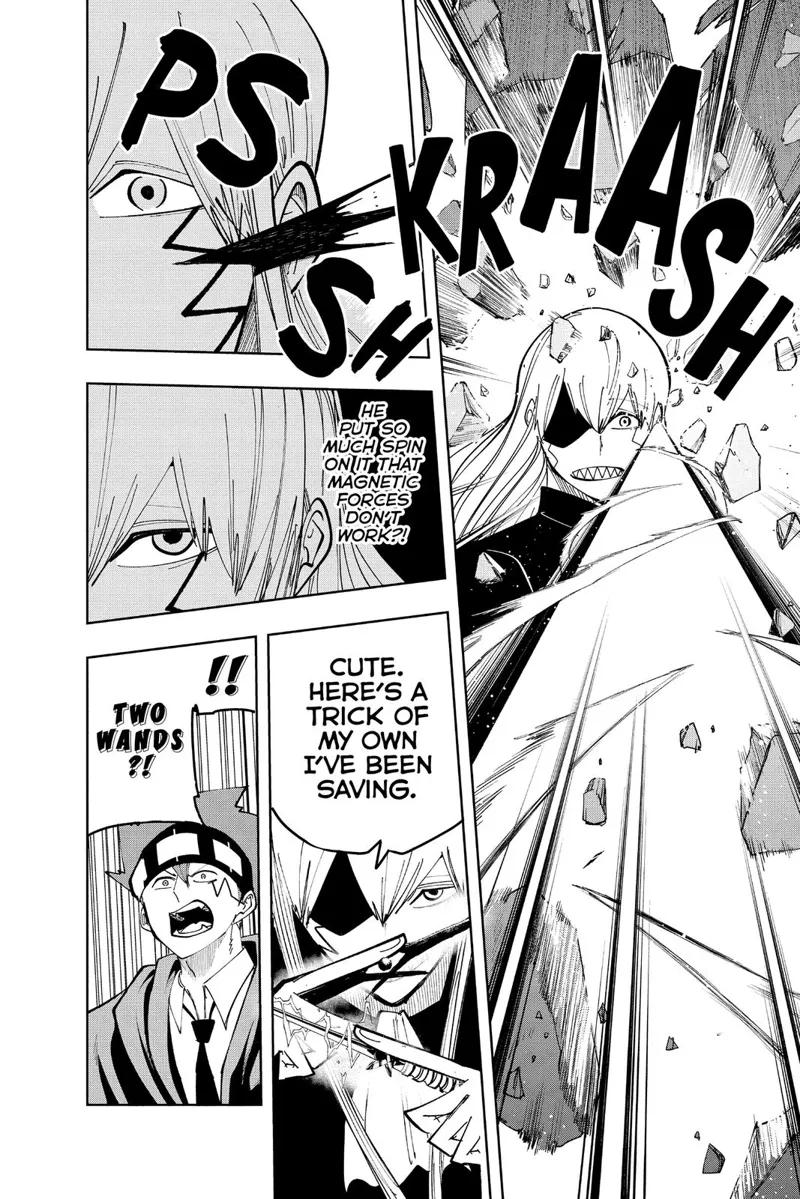 KRAASH
PS
SH
HE
PUT SO
MUCH SPIN
ON IT THAT
MAGNETIC
FORCES
DON'T
WORK?!
CUTE.
HERE'S A
TRICK OF
MY OWN
I'VE BEEN
SAVING.
!!
TWO
WANDS
?!